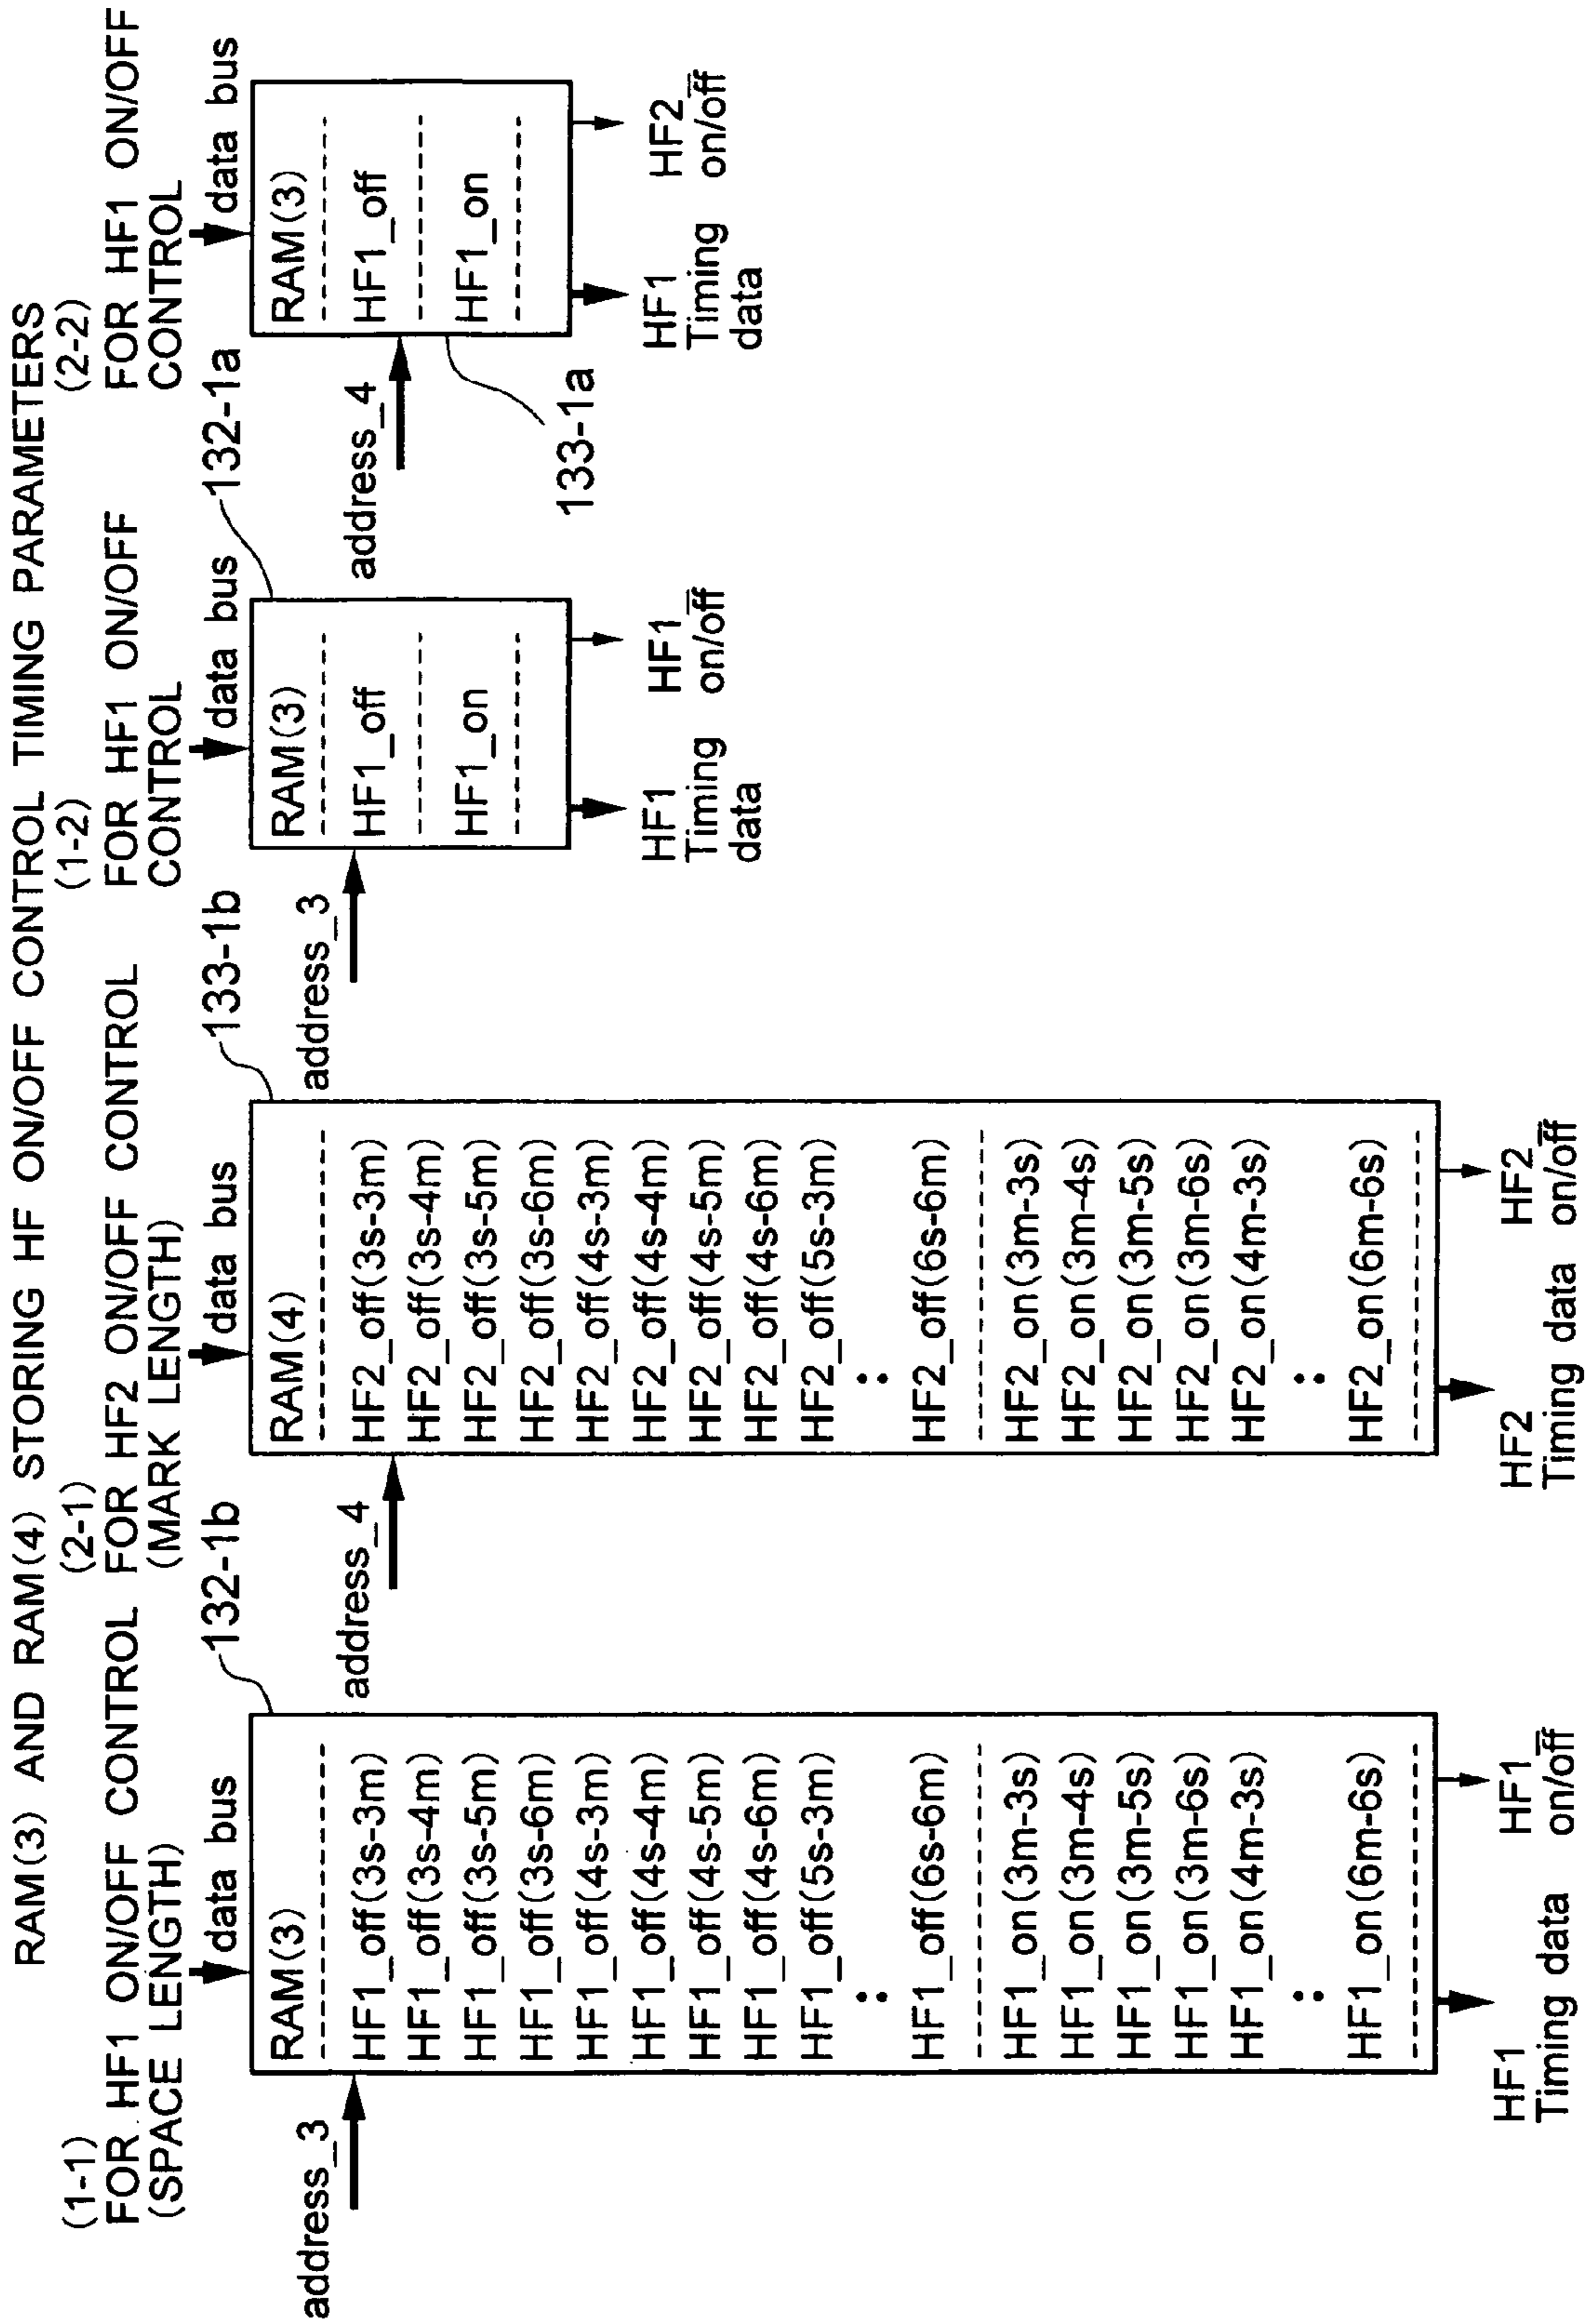 RAM(3) AND RAM(4) STORING HF ON/OFF CONTROL TIMING PARAMETERS
(1-1)
FOR HF1 ON/OFF CONTROL
(SPACE LENGTH)
data bus
132-1b
address_3
RAM(3)
HF1_off(3s-3m)
HF1_off(3s-4m)
HF1_off(3s-5m)
HF1_off(3s-6m)
HF1_off(4s-3m)
HF1_off(4s-4m)
HF1_off(4s-5m)
HF1_off(4s-6m)
HF1_off(5s-3m)
:
HF1_off(6s-6m)
HF1_on(3m-3s)
HF1_on(3m-4s)
HF1_on(3m-5s)
HF1_on(3m-6s)
HF1_on(4m-3s)
:
HF1_on(6m-6s)
HF1
Timing data
HF1
on/o̅f̅f̅
(2-1)
FOR HF2 ON/OFF CONTROL
(MARK LENGTH)
data bus
133-1b
address_4
RAM(4)
HF2_off(3s-3m)
HF2_off(3s-4m)
HF2_off(3s-5m)
HF2_off(3s-6m)
HF2_off(4s-3m)
HF2_off(4s-4m)
HF2_off(4s-5m)
HF2_off(4s-6m)
HF2_off(5s-3m)
:
HF2_off(6s-6m)
HF2_on(3m-3s)
HF2_on(3m-4s)
HF2_on(3m-5s)
HF2_on(3m-6s)
HF2_on(4m-3s)
:
HF2_on(6m-6s)
HF2
Timing data
HF2
on/o̅f̅f̅
(1-2)
FOR HF1 ON/OFF
CONTROL
data bus
132-1a
address_3
RAM(3)
HF1_off
HF1_on
HF1
Timing
data
HF1
on/o̅f̅f̅
(2-2)
FOR HF1 ON/OFF
CONTROL
data bus
address_4
133-1a
RAM(3)
HF1_off
HF1_on
HF1
Timing
data
HF2
on/o̅f̅f̅